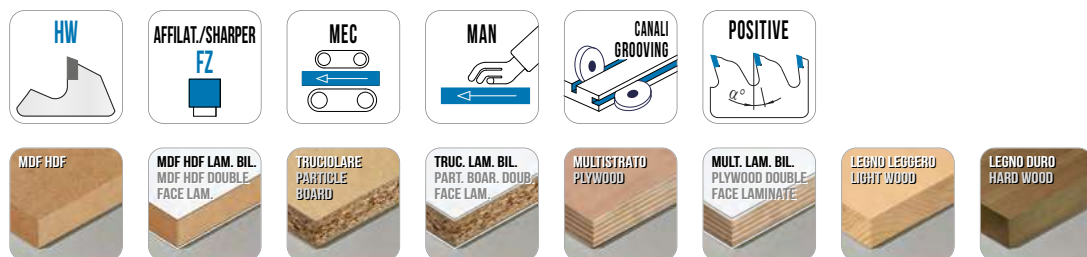 HW
AFFILAT./SHARPER
FZ
MEC
MAN
CANALI
GROOVING
POSITIVE
α°
MDF HDF
MDF HDF LAM. BIL.
MDF HDF DOUBLE
FACE LAM.
TRUCIOLARE
PARTICLE
BOARD
TRUC. LAM. BIL.
PART. BOAR. DOUB
FACE LAM.
MULTISTRATO
PLYWOOD
MULT. LAM. BIL.
PLYWOOD DOUBLE
FACE LAMINATE
LEGNO LEGGERO
LIGHT WOOD
LEGNO DURO
HARD WOOD